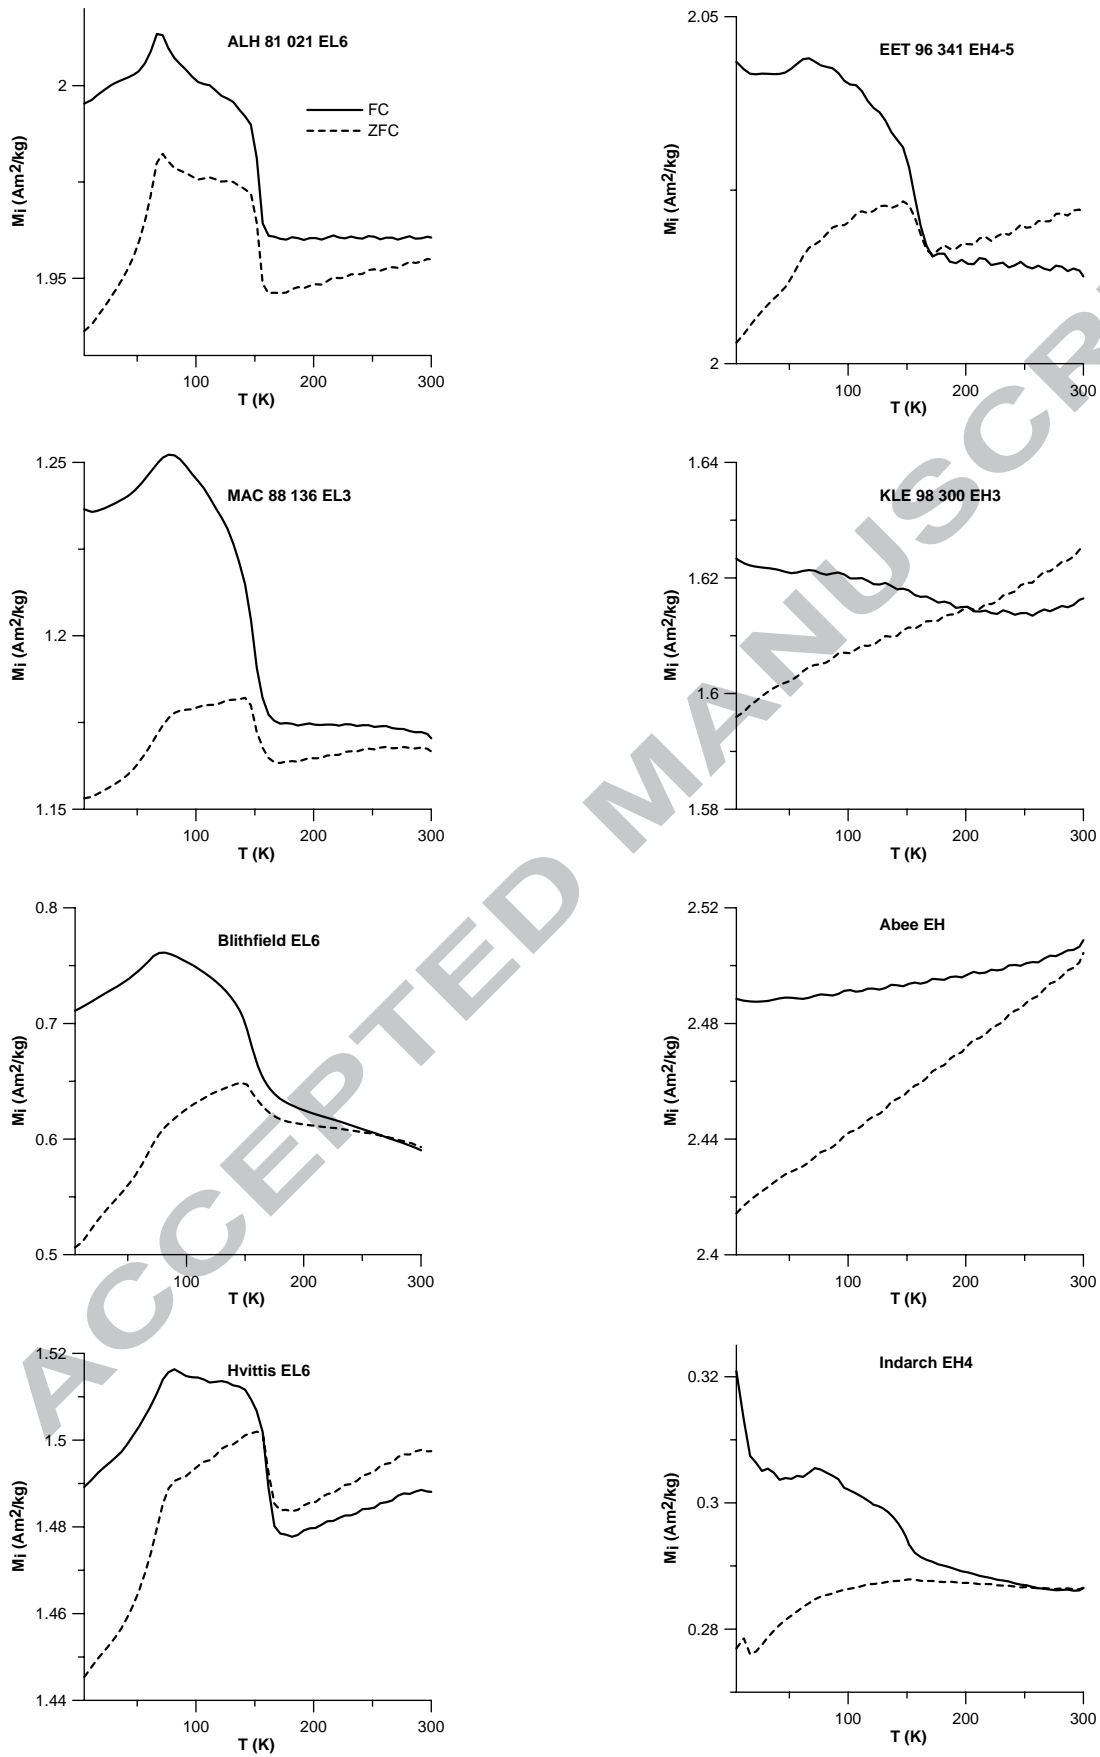 ALH 81 021 EL6
FC
ZFC
2
1.95
Mi (Am2/kg)
100
200
300
T (K)
EET 96 341 EH4-5
2.05
2
Mi (Am2/kg)
100
200
300
T (K)
MAC 88 136 EL3
1.25
1.2
1.15
Mi (Am2/kg)
100
200
300
T (K)
KLE 98 300 EH3
1.64
1.62
1.6
1.58
Mi (Am2/kg)
100
200
300
T (K)
Blithfield EL6
0.8
0.7
0.6
0.5
Mi (Am2/kg)
100
200
300
T (K)
Abee EH
2.52
2.48
2.44
2.4
Mi (Am2/kg)
100
200
300
T (K)
Hvittis EL6
1.52
1.5
1.48
1.46
1.44
Mi (Am2/kg)
100
200
300
T (K)
Indarch EH4
0.32
0.3
0.28
Mi (Am2/kg)
100
200
300
T (K)
ACCEPTED MANUSCR